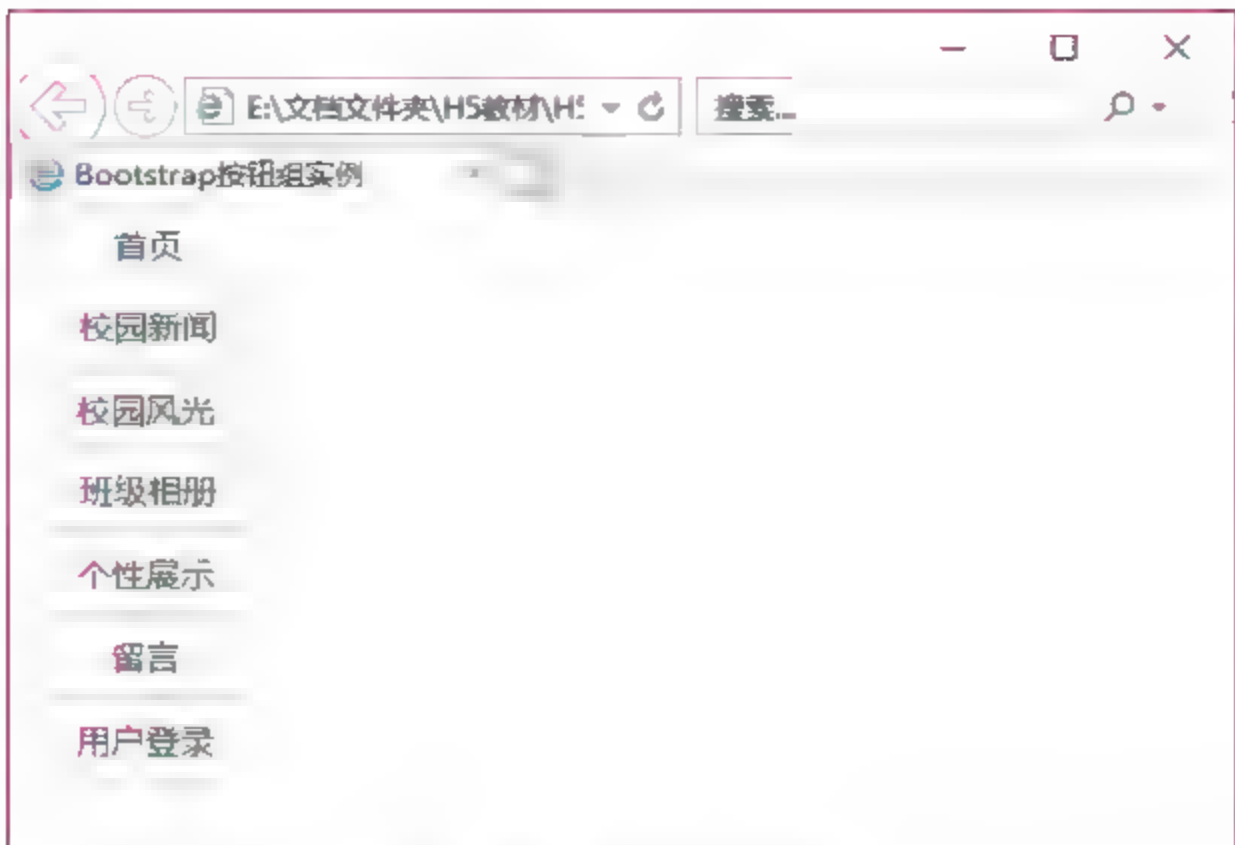 E:\文档文件夹\H5教材\H5
搜索...
Bootstrap按钮组实例
首页
校园新闻
校园风光
班级相册
个性展示
留言
用户登录